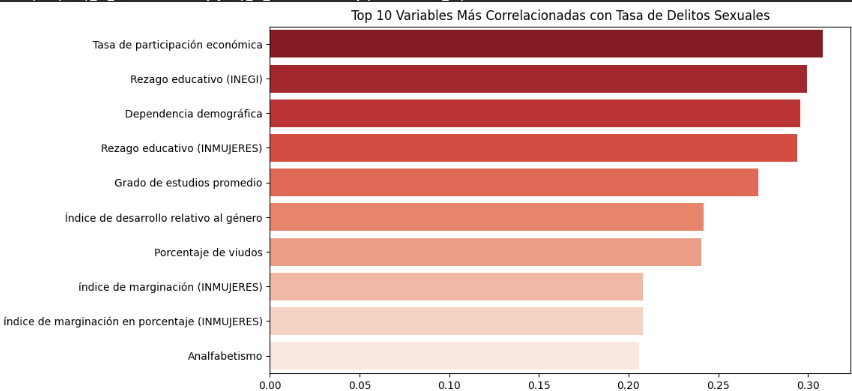 Top 10 Variables Más Correlacionadas con Tasa de Delitos Sexuales
Tasa de participación económica
Rezago educativo (INEGI)
Dependencia demográfica
Rezago educativo (INMUJERES)
Grado de estudios promedio
Índice de desarrollo relativo al género
Porcentaje de viudos
índice de marginación (INMUJERES)
índice de marginación en porcentaje (INMUJERES)
Analfabetismo
0.00 0.05 0.10 0.15 0.20 0.25 0.30